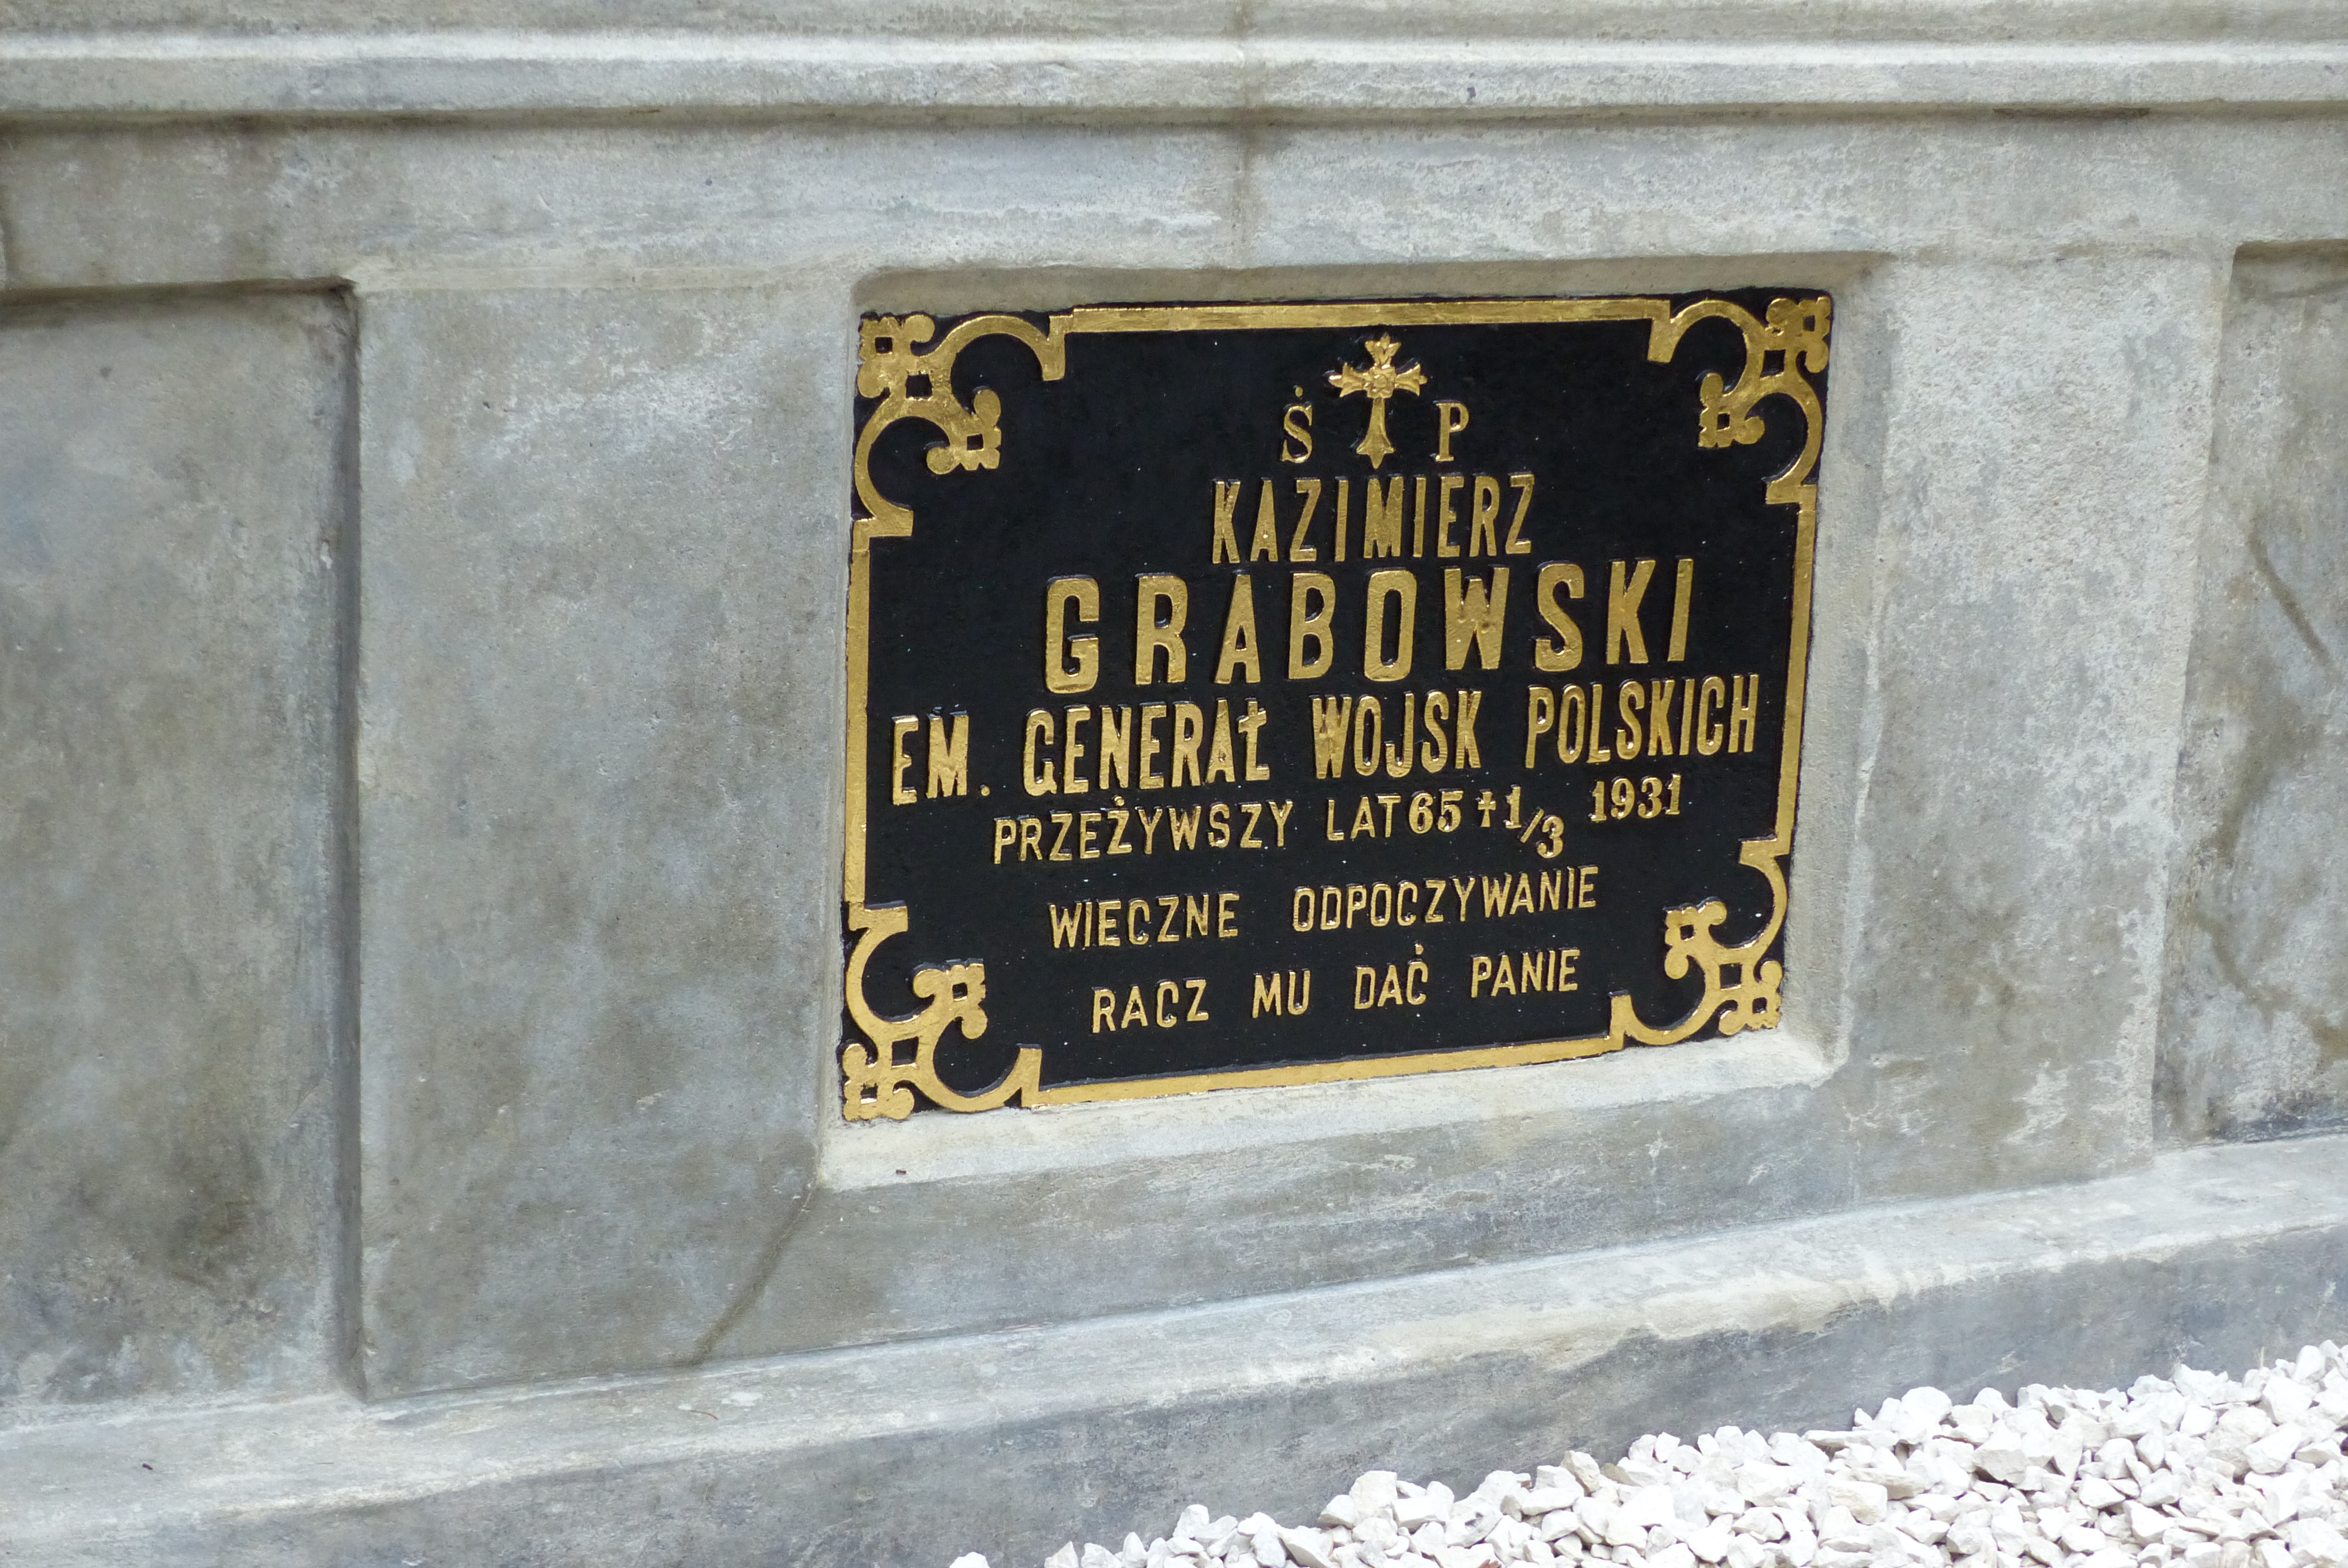 Ś P
KAZIMIERZ
GRABOWSKI
EM. GENERAŁ WOJSK POLSKICH
PRZEŻYWSZY LAT 65 ✝ 1/3 1931
WIECZNE ODPOCZYWANIE
RACZ MU DAĆ PANIE